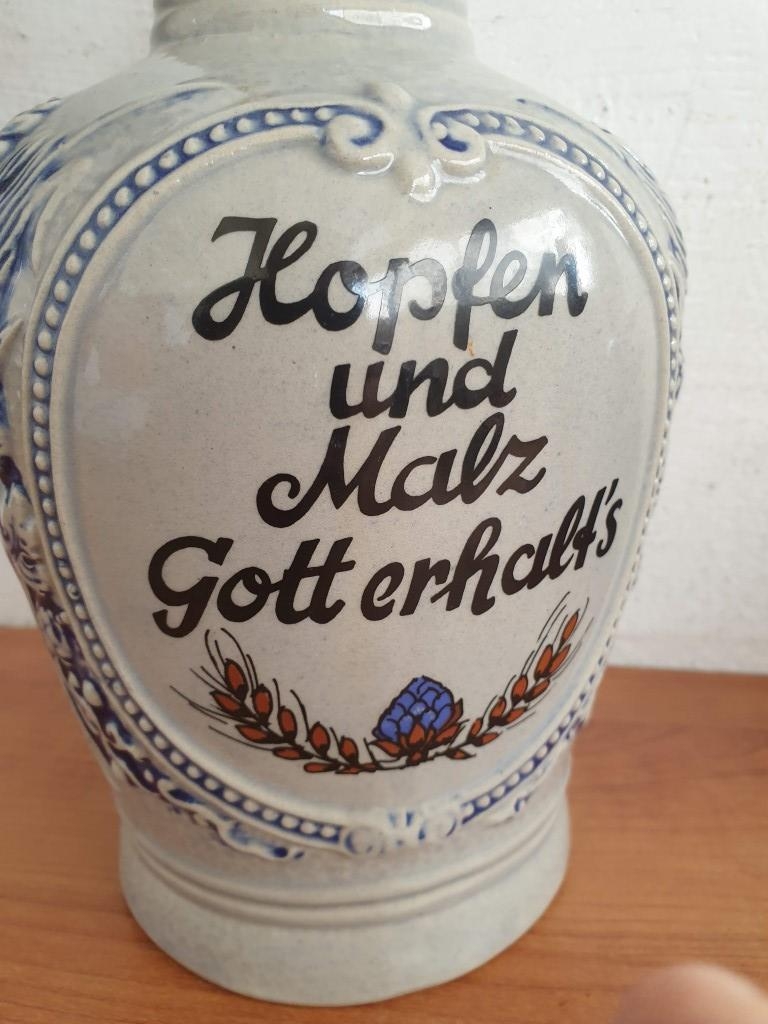 Hopfen
und
Malz
Gott erhalt's